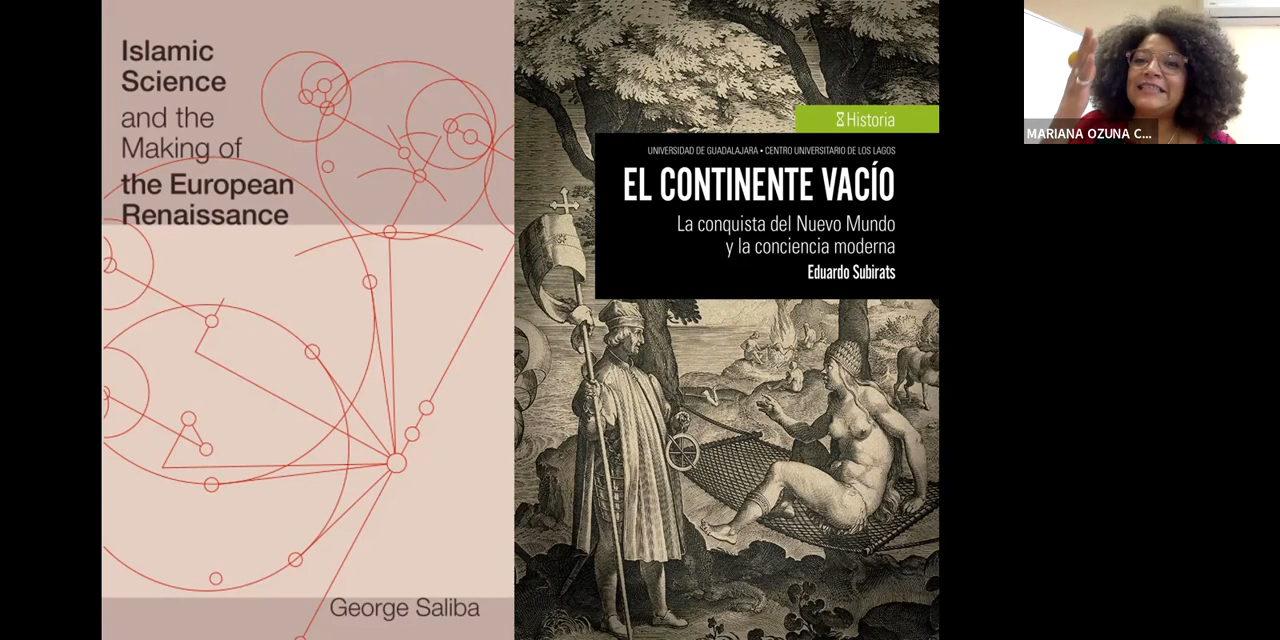 Islamic
Science
and the
Making of
the European
Renaissance
George Saliba
Historia
UNIVERSIDAD DE GUADALAJARA • CENTRO UNIVERSITARIO DE LOS LAGOS
EL CONTINENTE VACÍO
La conquista del Nuevo Mundo
y la conciencia moderna
Eduardo Subirats
MARIANA OZUNA C...